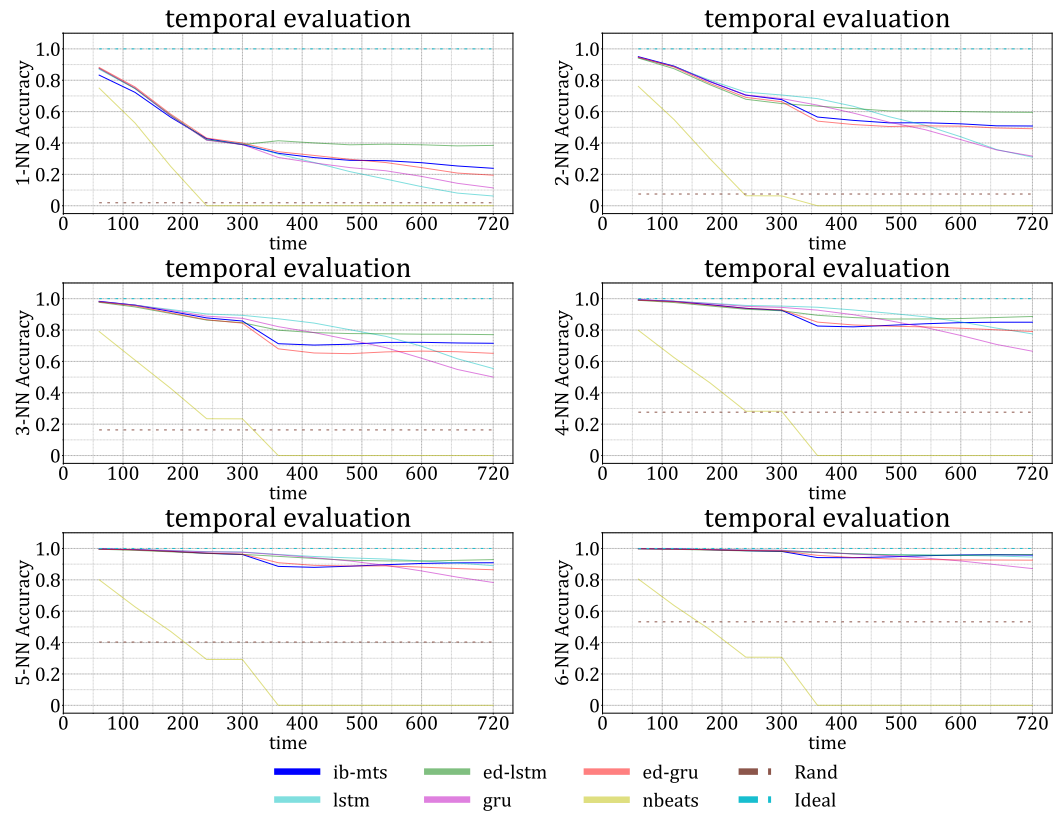 temporal evaluation
1-NN Accuracy
1.0
0.8
0.6
0.4
0.2
0
0 100 200 300 400 500 600 720
time
temporal evaluation
2-NN Accuracy
1.0
0.8
0.6
0.4
0.2
0
0 100 200 300 400 500 600 720
time
temporal evaluation
3-NN Accuracy
1.0
0.8
0.6
0.4
0.2
0
0 100 200 300 400 500 600 720
time
temporal evaluation
4-NN Accuracy
1.0
0.8
0.6
0.4
0.2
0
0 100 200 300 400 500 600 720
time
temporal evaluation
5-NN Accuracy
1.0
0.8
0.6
0.4
0.2
0
0 100 200 300 400 500 600 720
time
temporal evaluation
6-NN Accuracy
1.0
0.8
0.6
0.4
0.2
0
0 100 200 300 400 500 600 720
time
ib-mts ed-lstm ed-gru Rand
lstm gru nbeats Ideal